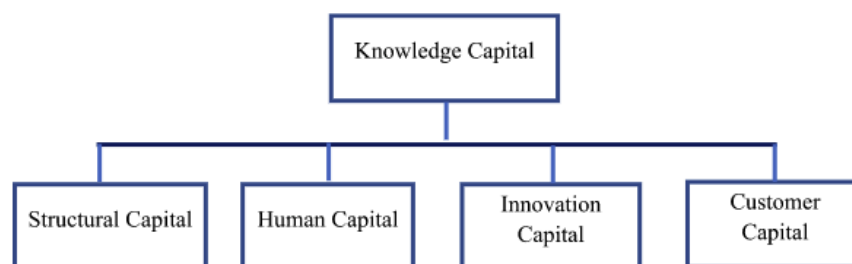 Knowledge Capital
Structural Capital
Human Capital
Innovation
Capital
Customer
Capital